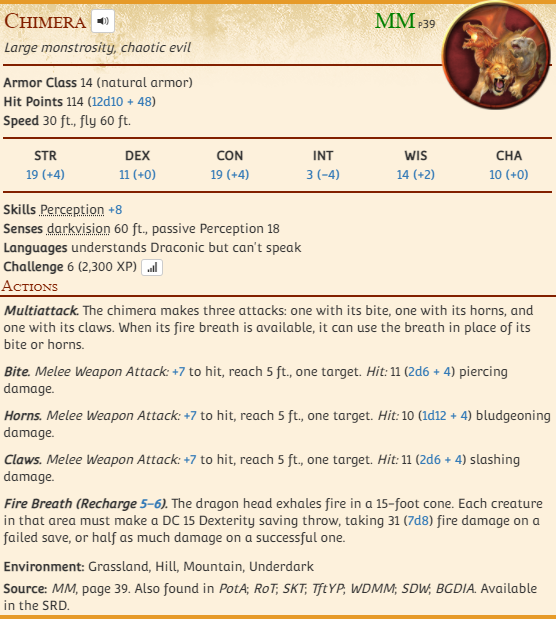 Chimera MM p39
Large monstrosity, chaotic evil
Armor Class 14 (natural armor)
Hit Points 114 (12d10 + 48)
Speed 30 ft., fly 60 ft.
STR DEX CON INT WIS CHA
19 (+4) 11 (+0) 19 (+4) 3 (−4) 14 (+2) 10 (+0)
Skills Perception +8
Senses darkvision 60 ft., passive Perception 18
Languages understands Draconic but can't speak
Challenge 6 (2,300 XP)
Actions
Multiattack. The chimera makes three attacks: one with its bite, one with its horns, and
one with its claws. When its fire breath is available, it can use the breath in place of its
bite or horns.
Bite. Melee Weapon Attack: +7 to hit, reach 5 ft., one target. Hit: 11 (2d6 + 4) piercing
damage.
Horns. Melee Weapon Attack: +7 to hit, reach 5 ft., one target. Hit: 10 (1d12 + 4) bludgeoning
damage.
Claws. Melee Weapon Attack: +7 to hit, reach 5 ft., one target. Hit: 11 (2d6 + 4) slashing
damage.
Fire Breath (Recharge 5–6). The dragon head exhales fire in a 15-foot cone. Each creature
in that area must make a DC 15 Dexterity saving throw, taking 31 (7d8) fire damage on a
failed save, or half as much damage on a successful one.
Environment: Grassland, Hill, Mountain, Underdark
Source: MM, page 39. Also found in PotA; RoT; SKT; TftYP; WDMM; SDW; BGDIA. Available
in the SRD.